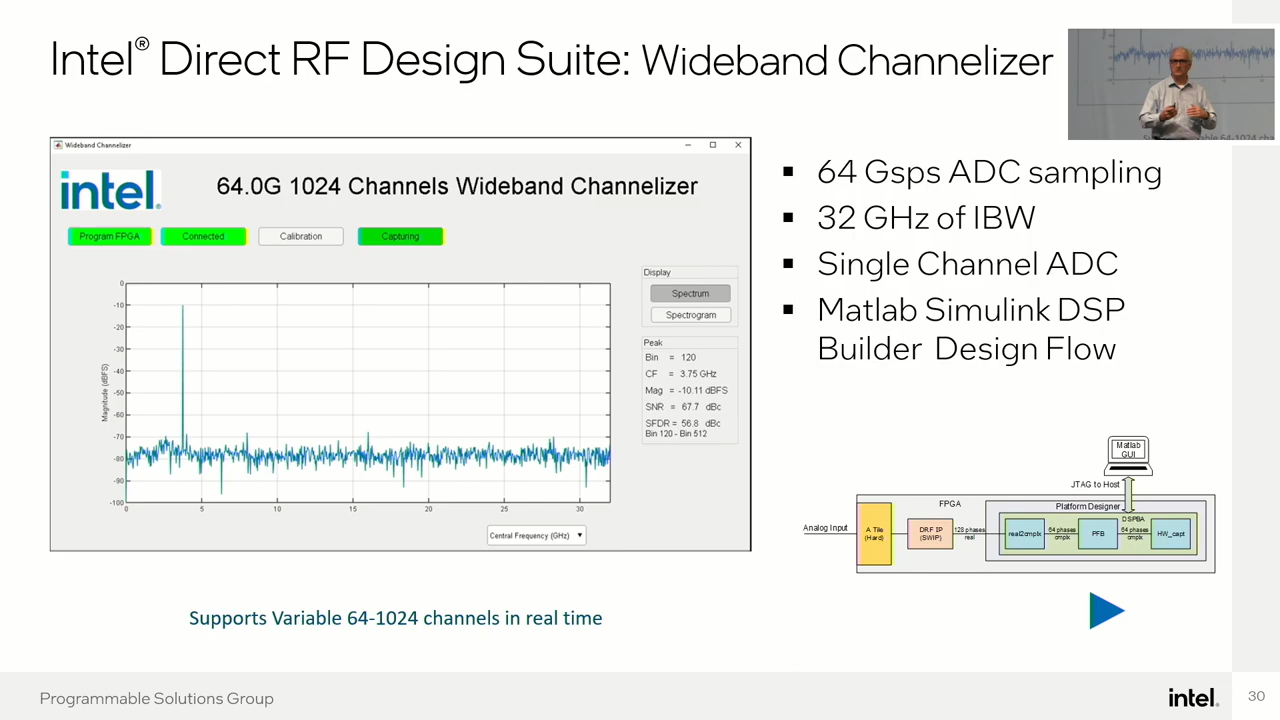 Intel® Direct RF Design Suite: Wideband Channelizer
Wideband Channelizer
intel.
64.0G 1024 Channels Wideband Channelizer
Program FPGA
Connected
Calibration
Capturing
Display
Spectrum
Spectrogram
Peak
Bin = 120
CF = 3.75 GHz
Mag = -10.11 dBFS
SNR = 67.7 dBc
SFDR = 56.8 dBc
Bin 120 - Bin 512
Magnitude (dBFS)
0
-10
-20
-30
-40
-50
-60
-70
-80
-90
-100
0 5 10 15 20 25 30
Central Frequency (GHz)
Supports Variable 64-1024 channels in real time
▪ 64 Gsps ADC sampling
▪ 32 GHz of IBW
▪ Single Channel ADC
▪ Matlab Simulink DSP
Builder Design Flow
Matlab
GUI
JTAG to Host
FPGA
Platform Designer
DSPBA
Analog Input
A Tile
(Hard)
DRF IP
(SWIP)
128 phases
real
real2cmplx
64 phases
cmplx
PFB
64 phases
cmplx
HW_capt
Programmable Solutions Group
intel.
30